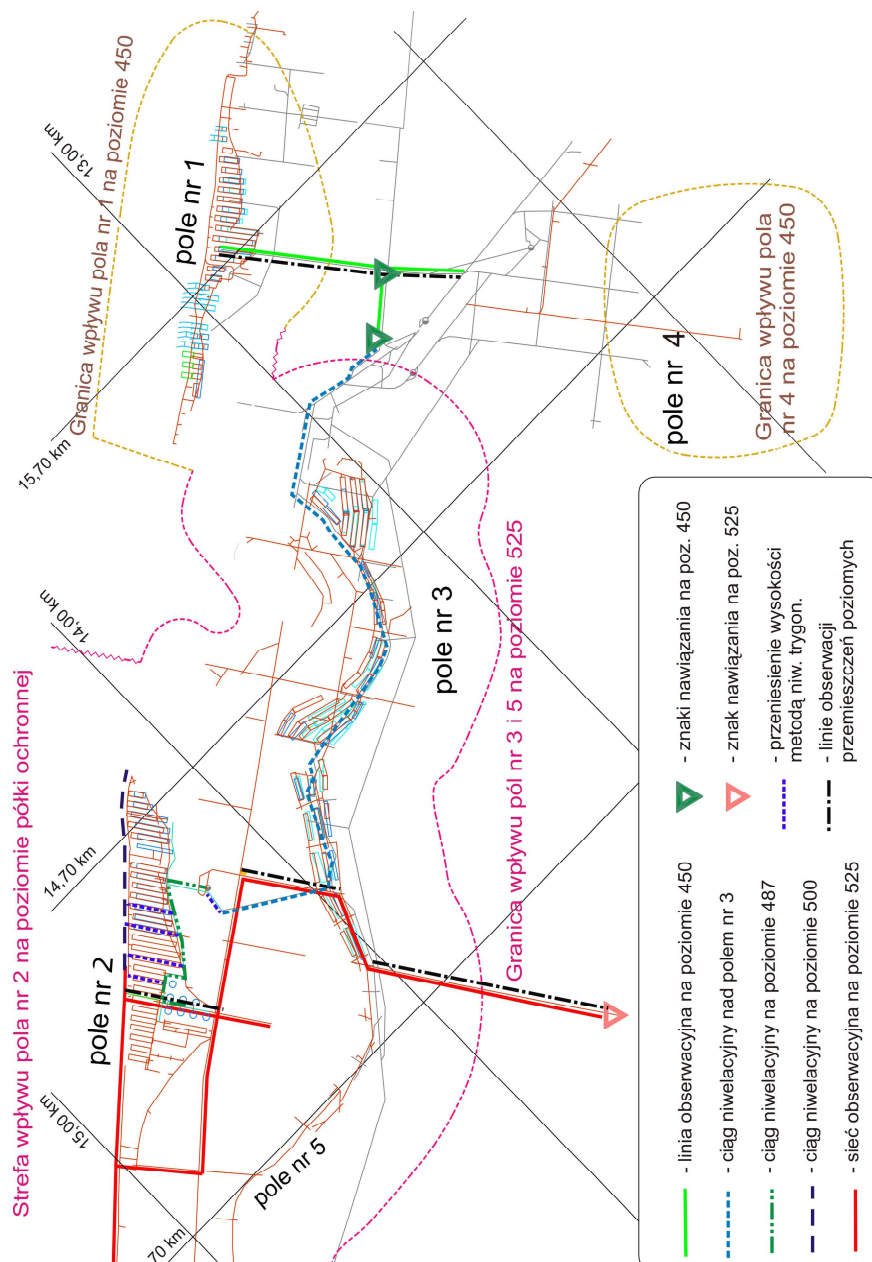 Strefa wpływu pola nr 2 na poziomie półki ochronnej
Granica wpływu pola nr 1 na poziomie 450
13,00 km
15,70 km
14,00 km
14,70 km
15,00 km
70 km
pole nr 1
pole nr 2
pole nr 3
pole nr 4
pole nr 5
Granica wpływu pól nr 3 i 5 na poziomie 525
Granica wpływu pola
nr 4 na poziomie 450
- linia obserwacyjna na poziomie 450
- ciąg niwelacyjny nad polem nr 3
- ciąg niwelacyjny na poziomie 487
- ciąg niwelacyjny na poziomie 500
- sieć obserwacyjna na poziomie 525
- znaki nawiązania na poz. 450
- znak nawiązania na poz. 525
- przeniesienie wysokości
metodą niw. trygon.
- linie obserwacji
przemieszczeń poziomych